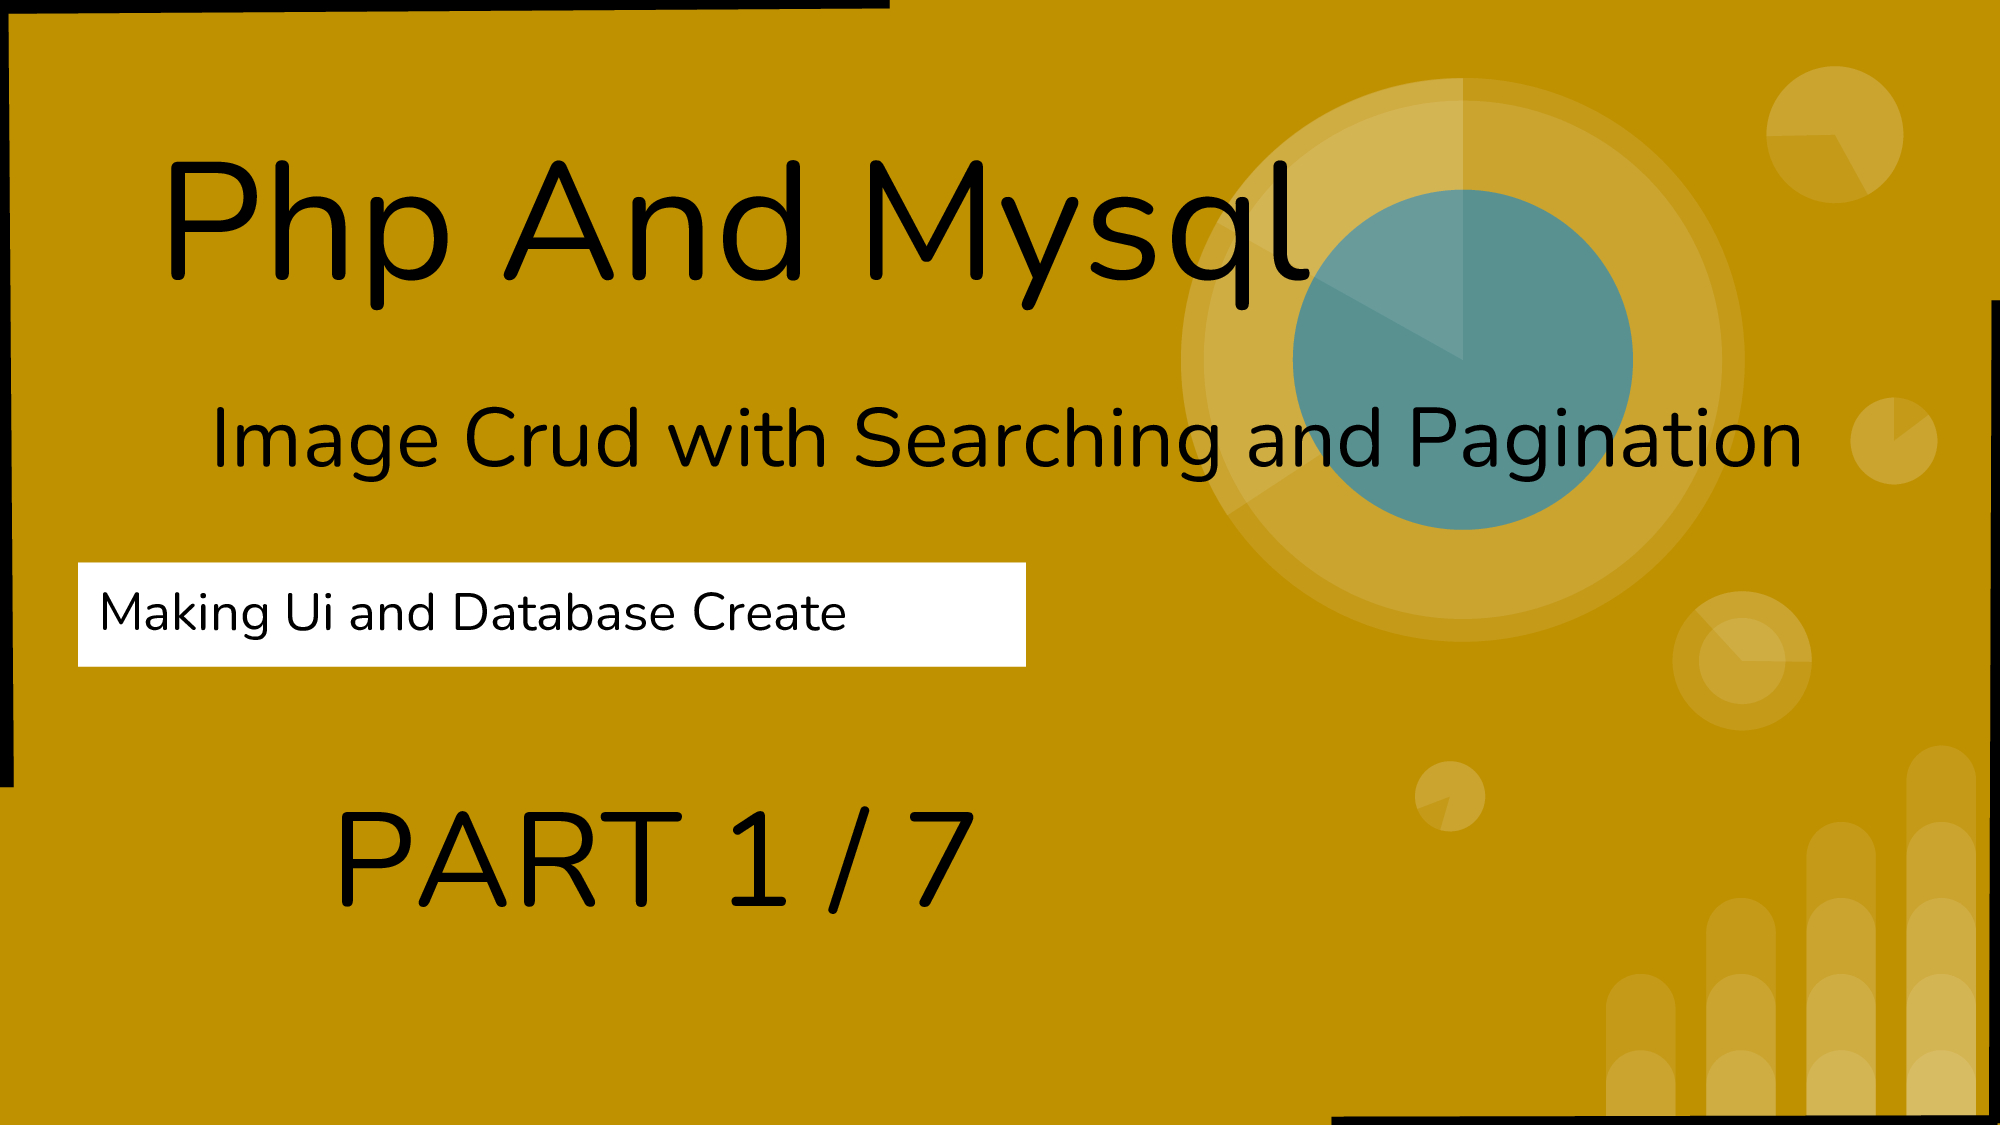 Php And Mysql
Image Crud with Searching and Pagination
Making Ui and Database Create
PART 1 / 7